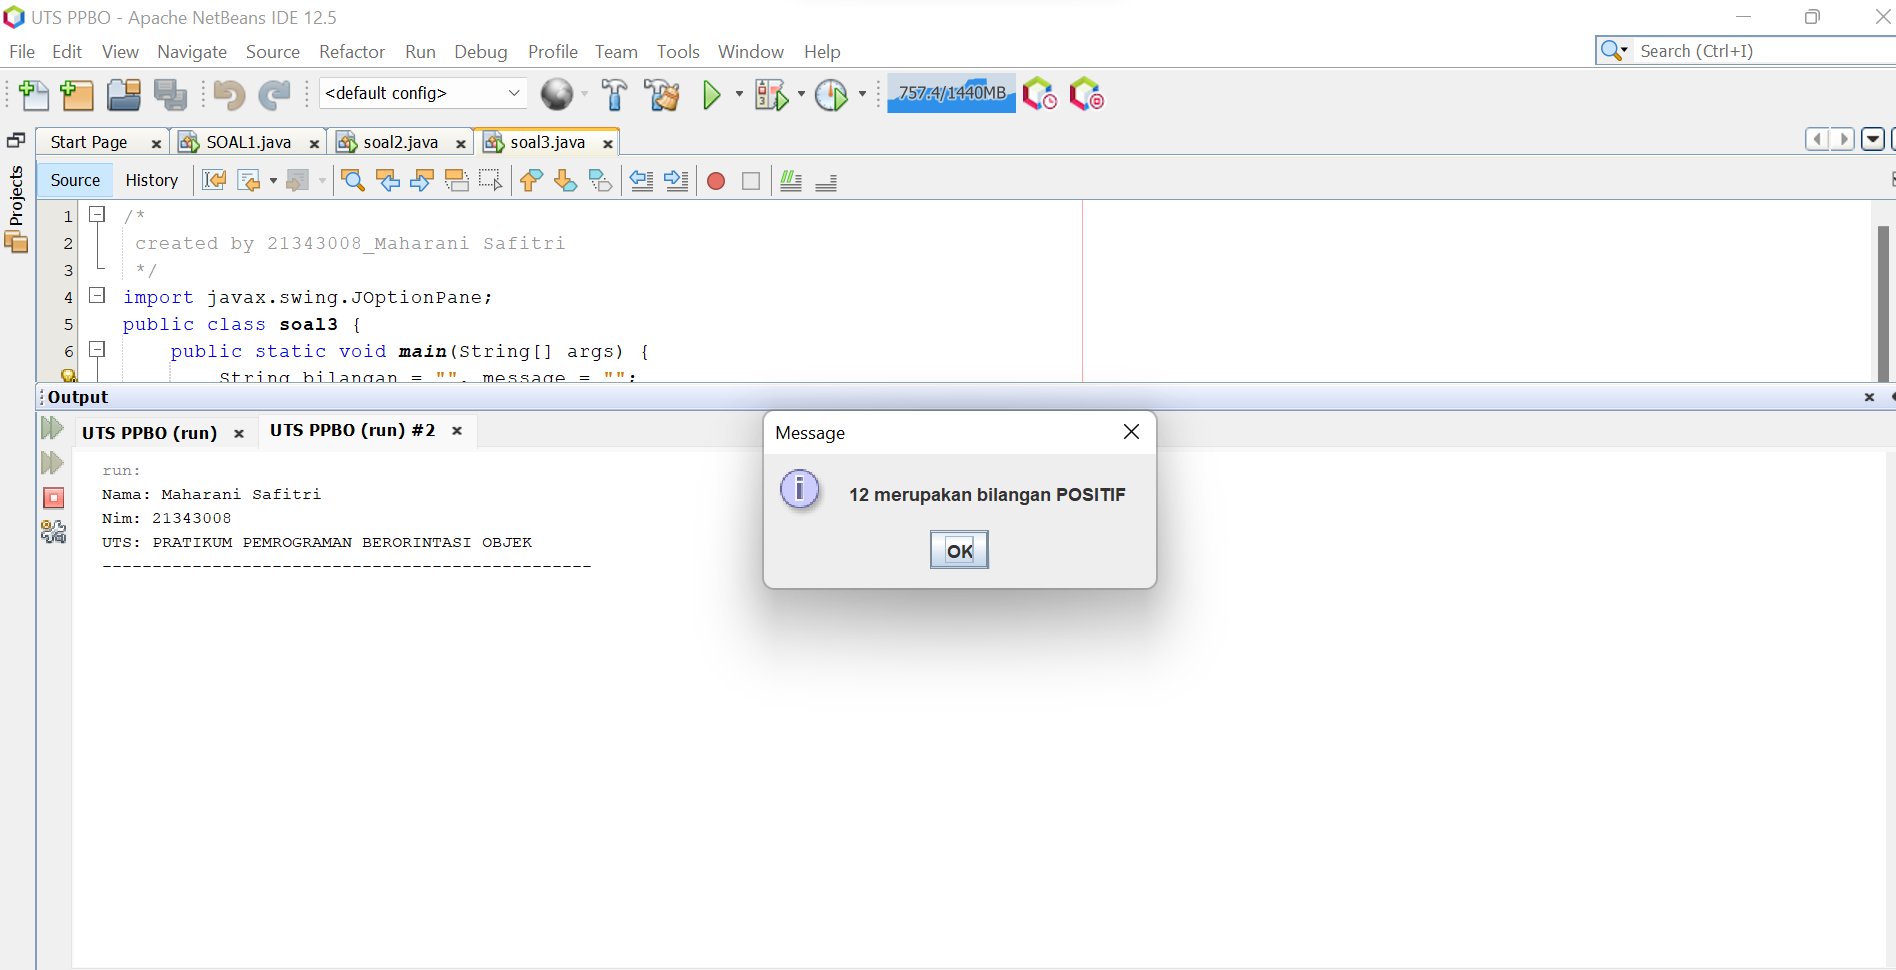 UTS PPBO - Apache NetBeans IDE 12.5
File Edit View Navigate Source Refactor Run Debug Profile Team Tools Window Help
Search (Ctrl+I)
<default config>
757.4/1440MB
Start Page SOAL1.java soal2.java soal3.java
Projects
Source History
1 /*
2 created by 21343008_Maharani Safitri
3 */
4 import javax.swing.JOptionPane;
5 public class soal3 {
6 public static void main(String[] args) {
String bilangan = "", message = "";
Output
UTS PPBO (run) UTS PPBO (run) #2
run:
Nama: Maharani Safitri
Nim: 21343008
UTS: PRATIKUM PEMROGRAMAN BERORINTASI OBJEK
-------------------------------------------------
Message
12 merupakan bilangan POSITIF
OK